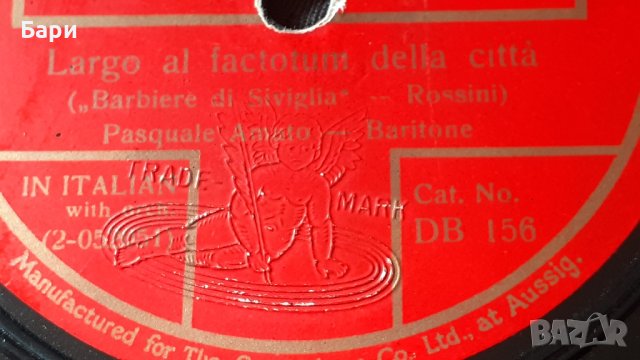 Бари
Largo al factotum della città
(„Barbiere di Siviglia" — Rossini)
Pasquale Amato — Baritone
TRADE-
MARK
IN ITALIAN
with
Cat. No.
DB 156
Manufactured for The Co., Ltd., at Aussig.
BAZAR